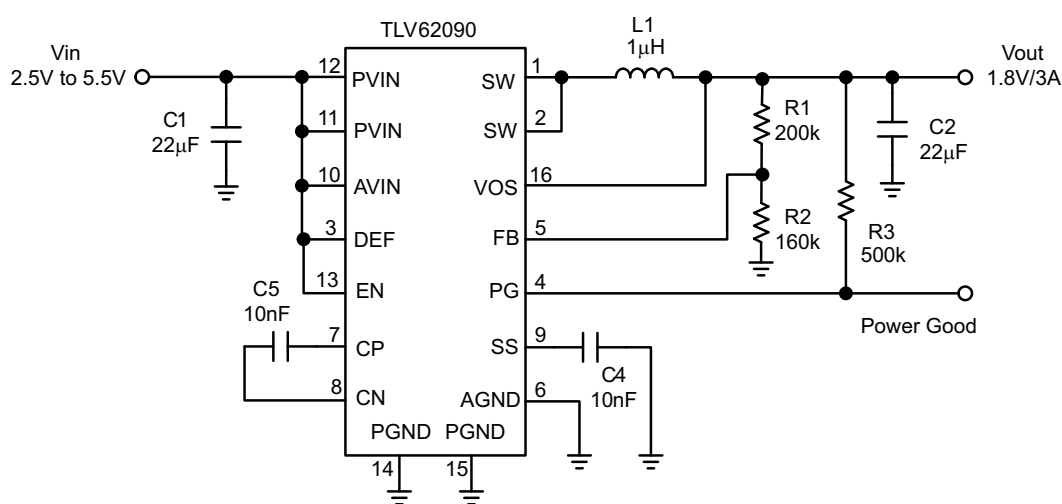 TLV62090
L1
1μH
Vin
2.5V to 5.5V
Vout
1.8V/3A
12
PVIN
SW
1
C1
22μF
11
PVIN
SW
2
R1
200k
C2
22μF
10
AVIN
VOS
16
3
DEF
FB
5
R2
160k
R3
500k
13
EN
PG
4
C5
10nF
Power Good
7
CP
SS
9
C4
10nF
8
CN
AGND
6
PGND
PGND
14
15